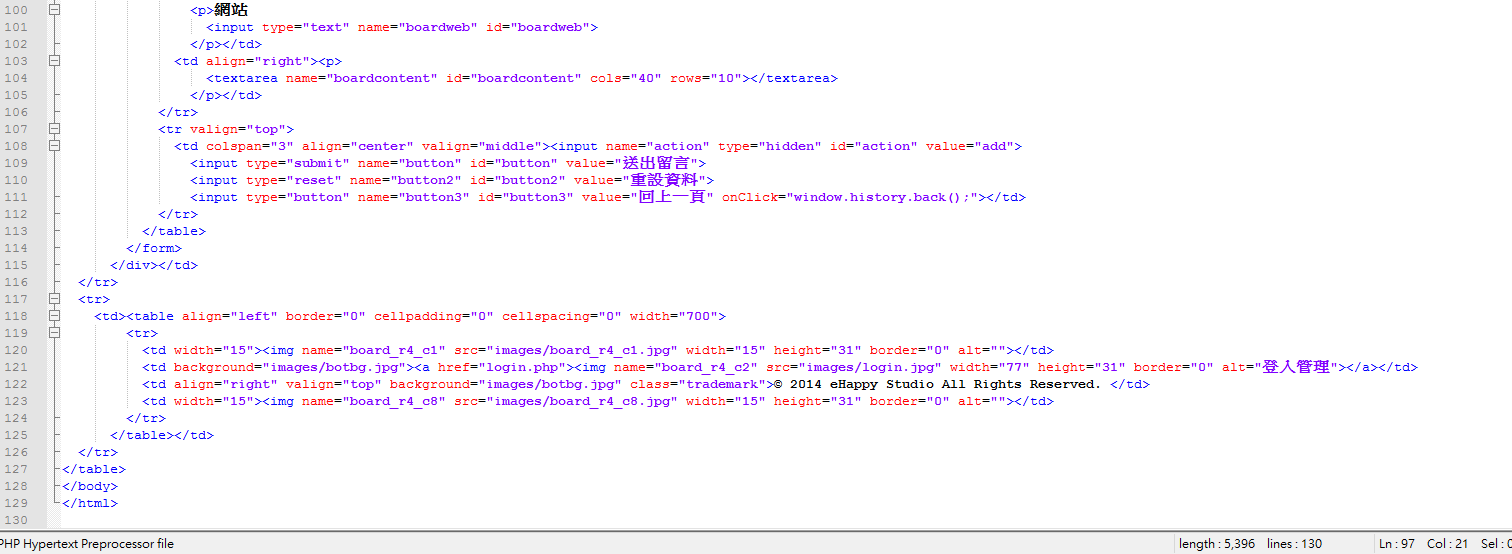 100 <p>網站
101 <input type="text" name="boardweb" id="boardweb">
102 </p></td>
103 <td align="right"><p>
104 <textarea name="boardcontent" id="boardcontent" cols="40" rows="10"></textarea>
105 </p></td>
106 </tr>
107 <tr valign="top">
108 <td colspan="3" align="center" valign="middle"><input name="action" type="hidden" id="action" value="add">
109 <input type="submit" name="button" id="button" value="送出留言">
110 <input type="reset" name="button2" id="button2" value="重設資料">
111 <input type="button" name="button3" id="button3" value="回上一頁" onClick="window.history.back();"></td>
112 </tr>
113 </table>
114 </form>
115 </div></td>
116 </tr>
117 <tr>
118 <td><table align="left" border="0" cellpadding="0" cellspacing="0" width="700">
119 <tr>
120 <td width="15"><img name="board_r4_c1" src="images/board_r4_c1.jpg" width="15" height="31" border="0" alt=""></td>
121 <td background="images/botbg.jpg"><a href="login.php"><img name="board_r4_c2" src="images/login.jpg" width="77" height="31" border="0" alt="登入管理"></a></td>
122 <td align="right" valign="top" background="images/botbg.jpg" class="trademark">© 2014 eHappy Studio All Rights Reserved. </td>
123 <td width="15"><img name="board_r4_c8" src="images/board_r4_c8.jpg" width="15" height="31" border="0" alt=""></td>
124 </tr>
125 </table></td>
126 </tr>
127 </table>
128 </body>
129 </html>
130
PHP Hypertext Preprocessor file length : 5,396 lines : 130 Ln : 97 Col : 21 Sel : 0